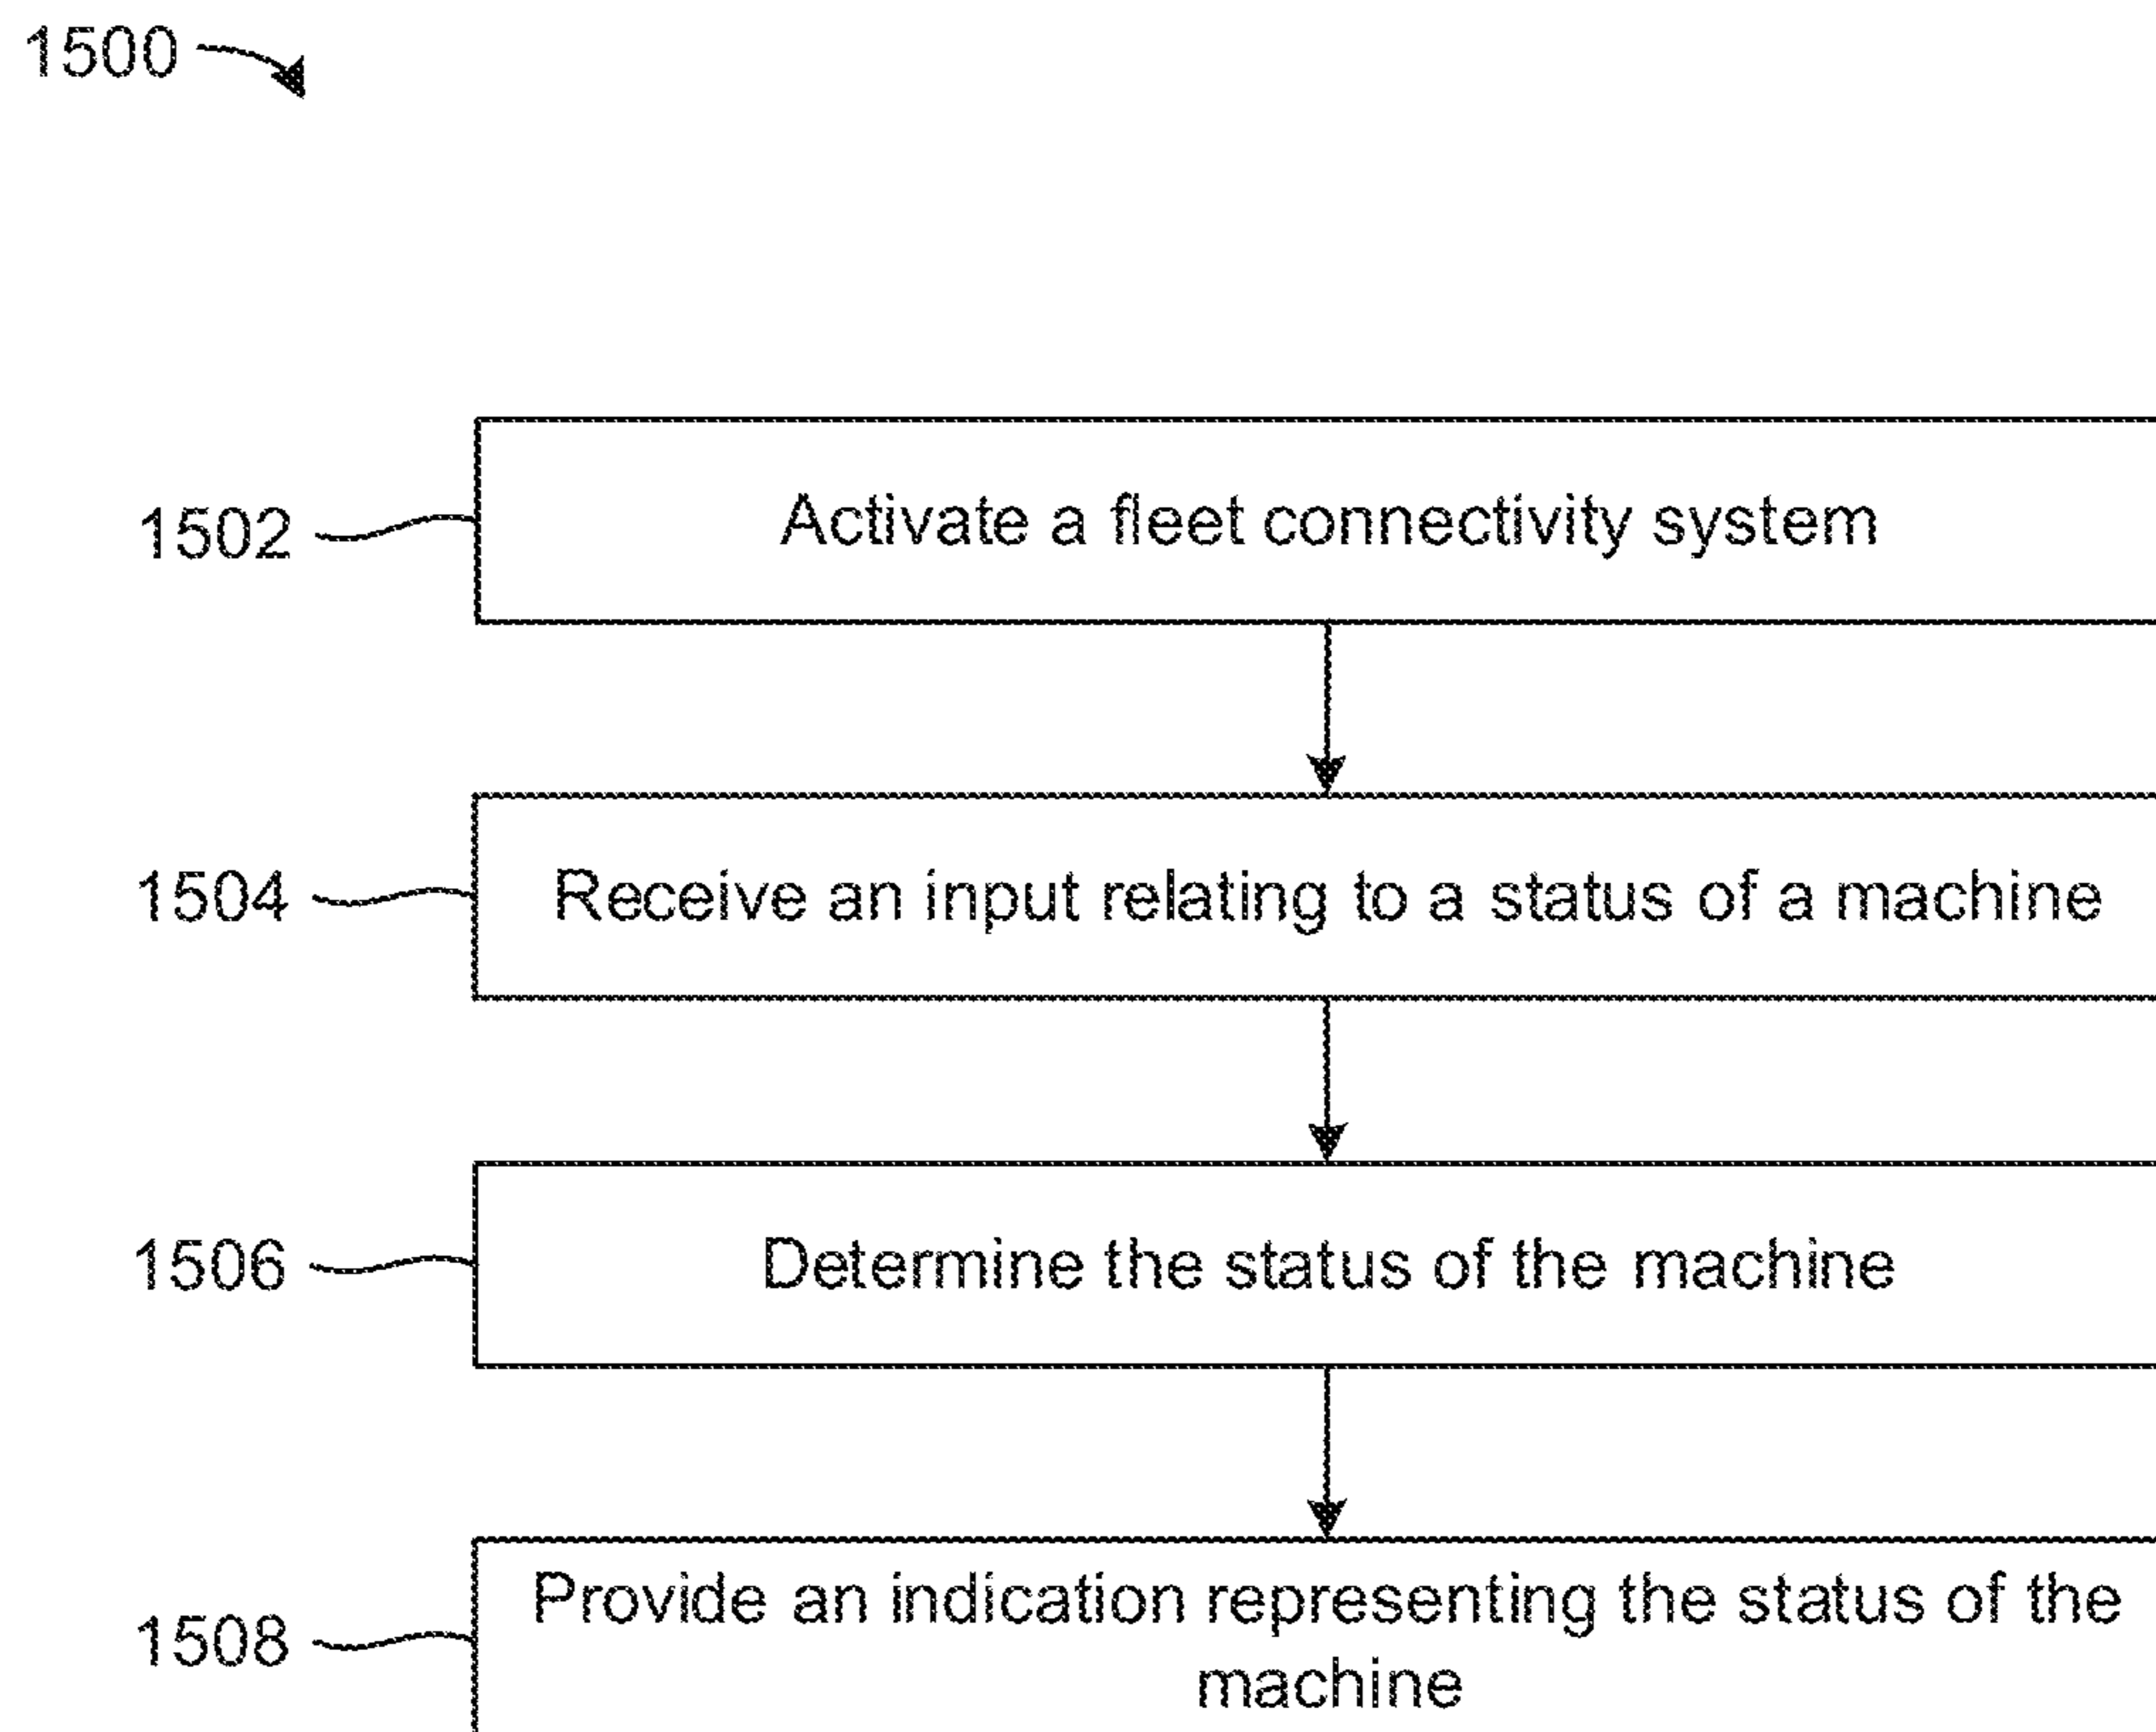 1500
1502
Activate a fleet connectivity system
1504
Receive an input relating to a status of a machine
1506
Determine the status of the machine
1508
Provide an indication representing the status of the
machine